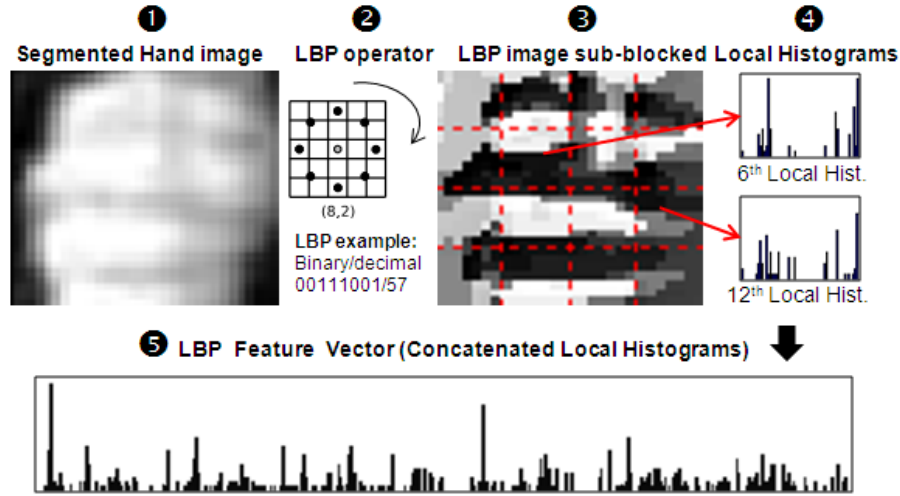 ❶ ❷ ❸ ❹
Segmented Hand image LBP operator LBP image sub-blocked Local Histograms
(8,2)
LBP example:
Binary/decimal
00111001/57
6th Local Hist.
12th Local Hist.
❺ LBP Feature Vector (Concatenated Local Histograms)